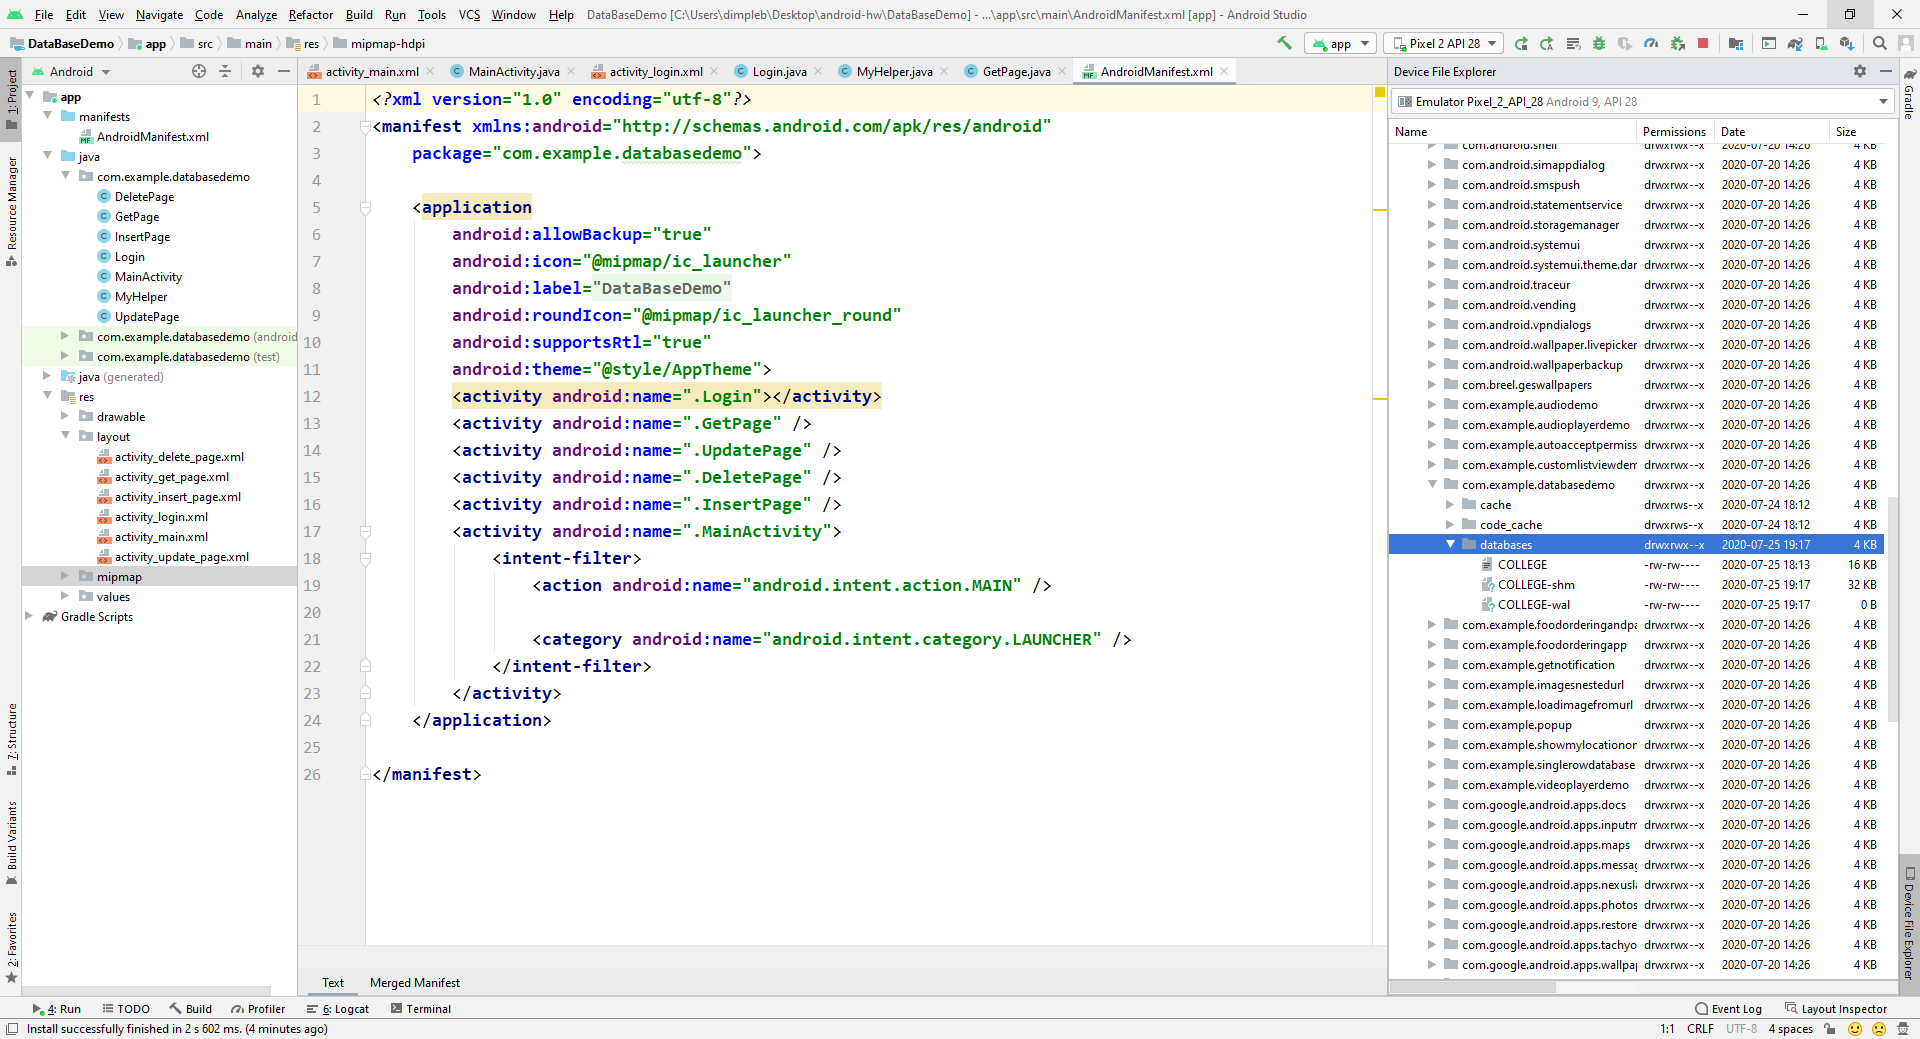 File Edit View Navigate Code Analyze Refactor Build Run Tools VCS Window Help DataBaseDemo [C:\Users\dimpleb\Desktop\android-hw\DataBaseDemo] - ...\app\src\main\AndroidManifest.xml [app] - Android Studio
DataBaseDemo app src main res mipmap-hdpi app Pixel 2 API 28
1: Project
Resource Manager
7: Structure
Build Variants
2: Favorites
Android
app
manifests
AndroidManifest.xml
java
com.example.databasedemo
DeletePage
GetPage
InsertPage
Login
MainActivity
MyHelper
UpdatePage
com.example.databasedemo (android
com.example.databasedemo (test)
java (generated)
res
drawable
layout
activity_delete_page.xml
activity_get_page.xml
activity_insert_page.xml
activity_login.xml
activity_main.xml
activity_update_page.xml
mipmap
values
Gradle Scripts
activity_main.xml MainActivity.java activity_login.xml Login.java MyHelper.java GetPage.java AndroidManifest.xml
1 <?xml version="1.0" encoding="utf-8"?>
2 <manifest xmlns:android="http://schemas.android.com/apk/res/android"
3 package="com.example.databasedemo">
4
5 <application
6 android:allowBackup="true"
7 android:icon="@mipmap/ic_launcher"
8 android:label="DataBaseDemo"
9 android:roundIcon="@mipmap/ic_launcher_round"
10 android:supportsRtl="true"
11 android:theme="@style/AppTheme">
12 <activity android:name=".Login"></activity>
13 <activity android:name=".GetPage" />
14 <activity android:name=".UpdatePage" />
15 <activity android:name=".DeletePage" />
16 <activity android:name=".InsertPage" />
17 <activity android:name=".MainActivity">
18 <intent-filter>
19 <action android:name="android.intent.action.MAIN" />
20
21 <category android:name="android.intent.category.LAUNCHER" />
22 </intent-filter>
23 </activity>
24 </application>
25
26 </manifest>
Text Merged Manifest
Device File Explorer
Emulator Pixel_2_API_28 Android 9, API 28
Name Permissions Date Size
com.android.shell drwxrwx--x 2020-07-20 14:26 4 KB
com.android.simappdialog drwxrwx--x 2020-07-20 14:26 4 KB
com.android.smspush drwxrwx--x 2020-07-20 14:26 4 KB
com.android.statementservice drwxrwx--x 2020-07-20 14:26 4 KB
com.android.storagemanager drwxrwx--x 2020-07-20 14:26 4 KB
com.android.systemui drwxrwx--x 2020-07-20 14:26 4 KB
com.android.systemui.theme.dar drwxrwx--x 2020-07-20 14:26 4 KB
com.android.traceur drwxrwx--x 2020-07-20 14:26 4 KB
com.android.vending drwxrwx--x 2020-07-20 14:26 4 KB
com.android.vpndialogs drwxrwx--x 2020-07-20 14:26 4 KB
com.android.wallpaper.livepicker drwxrwx--x 2020-07-20 14:26 4 KB
com.android.wallpaperbackup drwxrwx--x 2020-07-20 14:26 4 KB
com.breel.geswallpapers drwxrwx--x 2020-07-20 14:26 4 KB
com.example.audiodemo drwxrwx--x 2020-07-20 14:26 4 KB
com.example.audioplayerdemo drwxrwx--x 2020-07-20 14:26 4 KB
com.example.autoacceptpermiss drwxrwx--x 2020-07-20 14:26 4 KB
com.example.customlistviewdem drwxrwx--x 2020-07-20 14:26 4 KB
com.example.databasedemo drwxrwx--x 2020-07-20 14:26 4 KB
cache drwxrws--x 2020-07-24 18:12 4 KB
code_cache drwxrws--x 2020-07-24 18:12 4 KB
databases drwxrwx--x 2020-07-25 19:17 4 KB
COLLEGE -rw-rw---- 2020-07-25 18:13 16 KB
COLLEGE-shm -rw-rw---- 2020-07-25 19:17 32 KB
COLLEGE-wal -rw-rw---- 2020-07-25 19:17 0 B
com.example.foodorderingandpa drwxrwx--x 2020-07-20 14:26 4 KB
com.example.foodorderingapp drwxrwx--x 2020-07-20 14:26 4 KB
com.example.getnotification drwxrwx--x 2020-07-20 14:26 4 KB
com.example.imagesnestedurl drwxrwx--x 2020-07-20 14:26 4 KB
com.example.loadimagefromurl drwxrwx--x 2020-07-20 14:26 4 KB
com.example.popup drwxrwx--x 2020-07-20 14:26 4 KB
com.example.showmylocationor drwxrwx--x 2020-07-20 14:26 4 KB
com.example.singlerowdatabase drwxrwx--x 2020-07-20 14:26 4 KB
com.example.videoplayerdemo drwxrwx--x 2020-07-20 14:26 4 KB
com.google.android.apps.docs drwxrwx--x 2020-07-20 14:26 4 KB
com.google.android.apps.inputm drwxrwx--x 2020-07-20 14:26 4 KB
com.google.android.apps.maps drwxrwx--x 2020-07-20 14:26 4 KB
com.google.android.apps.messag drwxrwx--x 2020-07-20 14:26 4 KB
com.google.android.apps.nexusla drwxrwx--x 2020-07-20 14:26 4 KB
com.google.android.apps.photos drwxrwx--x 2020-07-20 14:26 4 KB
com.google.android.apps.restore drwxrwx--x 2020-07-20 14:26 4 KB
com.google.android.apps.tachyo drwxrwx--x 2020-07-20 14:26 4 KB
com.google.android.apps.wallpap drwxrwx--x 2020-07-20 14:26 4 KB
Gradle
Device File Explorer
4: Run TODO Build Profiler 6: Logcat Terminal Event Log Layout Inspector
Install successfully finished in 2 s 602 ms. (4 minutes ago) 1:1 CRLF UTF-8 4 spaces